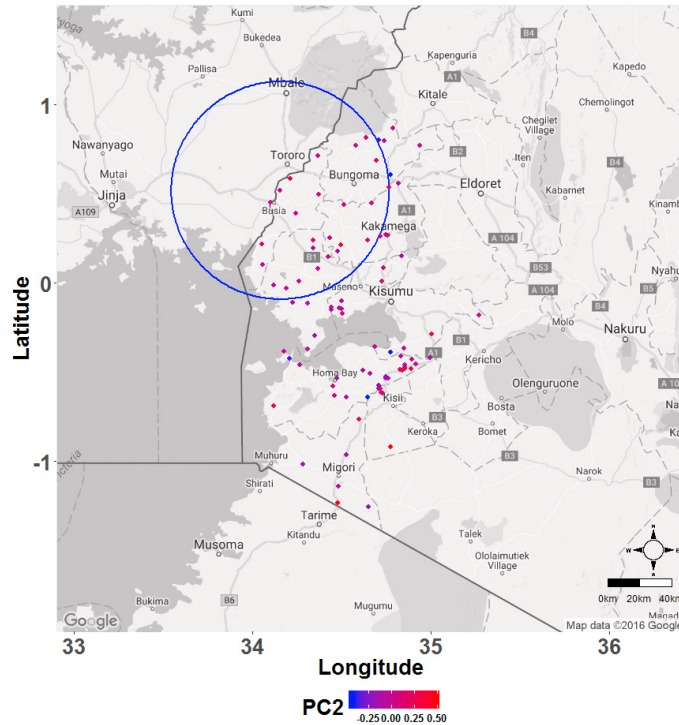 Kumi
Bukedea
B4
Kapenguria
A1
Kapedo
Pallisa
Mbale
Kitale
Chemolingot
1
Nawanyago
Mutai
Jinja
A109
Tororo
Busia
Bungoma
B2
Eldoret
Chegilet
Village
Iten
Kabarnet
B4
Kakamega
A1
A 104
B1
B53
A 104
0
Museno
Kisumu
B4
B5
Molo
Nakuru
B1
A1
Kericho
Homa Bay
Olenguruone
Kisii
Bosta
B3
Keroka
Bomet
B3
-1
Muhuru
Shirati
Migori
Narok
B3
Tarime
Kitandu
Musoma
Talek
Ololaimutiek
Village
Bukima
B6
Mugumu
N
W E
S
0km 20km 40km
Google
Map data ©2016 Google
33 34 35 36
Latitude
Longitude
PC2
-0.25 0.00 0.25 0.50